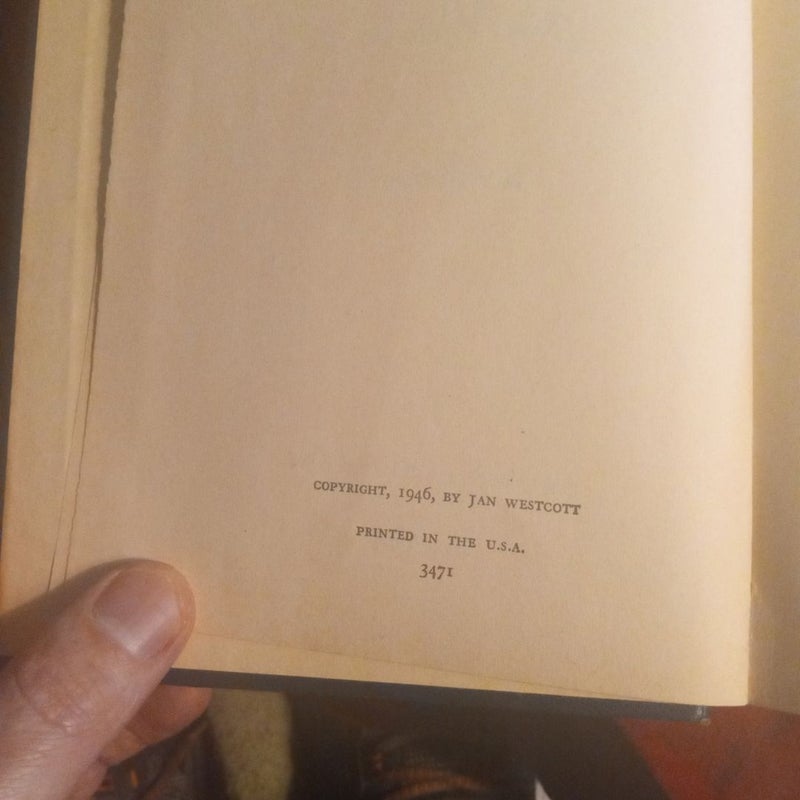 COPYRIGHT, 1946, BY JAN WESTCOTT
PRINTED IN THE U.S.A.
3471